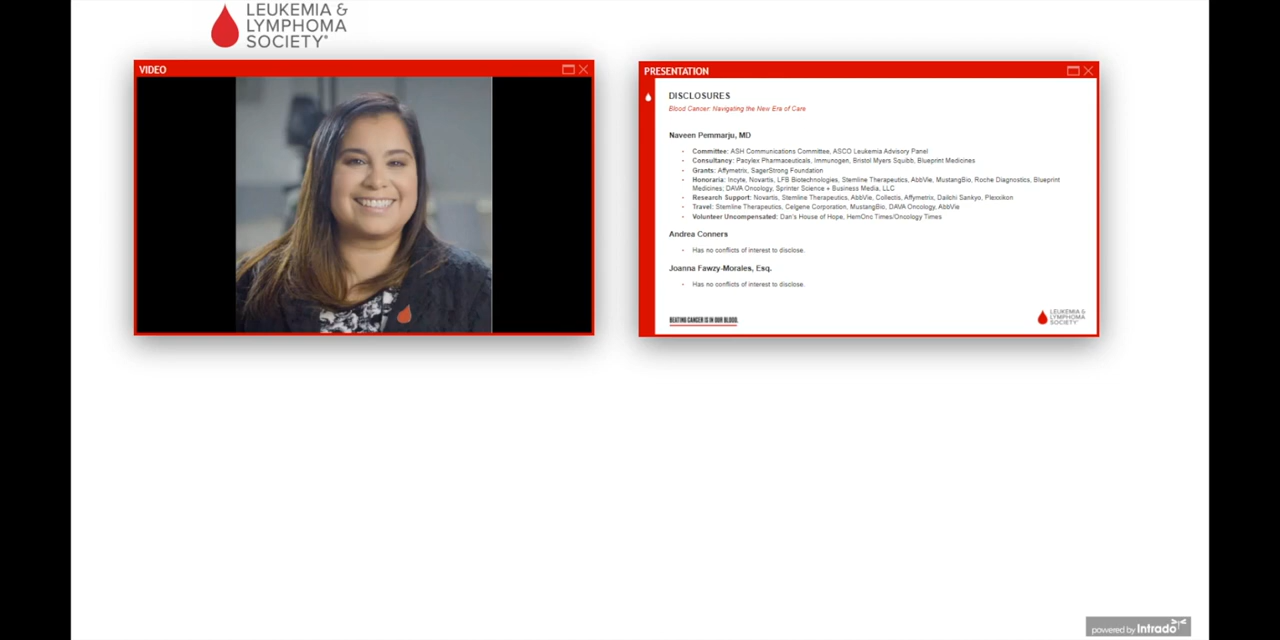 LEUKEMIA &
LYMPHOMA
SOCIETY®
VIDEO
PRESENTATION
DISCLOSURES
Blood Cancer: Navigating the New Era of Care
Naveen Pemmarju, MD
• Committee: ASH Communications Committee, ASCO Leukemia Advisory Panel
• Consultancy: Pacylex Pharmaceuticals, Immunogen, Bristol Myers Squibb, Blueprint Medicines
• Grants: Affymetrix, SagerStrong Foundation
• Honoraria: Incyte, Novartis, LFB Biotechnologies, Stemline Therapeutics, AbbVie, MustangBio, Roche Diagnostics, Blueprint
Medicines; DAVA Oncology, Sprinter Science + Business Media, LLC
• Research Support: Novartis, Stemline Therapeutics, AbbVie, Collectis, Affymetrix, Daiichi Sankyo, Plexxikon
• Travel: Stemline Therapeutics, Celgene Corporation, MustangBio, DAVA Oncology, AbbVie
• Volunteer Uncompensated: Dan's House of Hope, HemOnc Times/Oncology Times
Andrea Conners
• Has no conflicts of interest to disclose.
Joanna Fawzy-Morales, Esq.
• Has no conflicts of interest to disclose.
BEATING CANCER IS IN OUR BLOOD.
LEUKEMIA &
LYMPHOMA
SOCIETY®
powered by Intrado